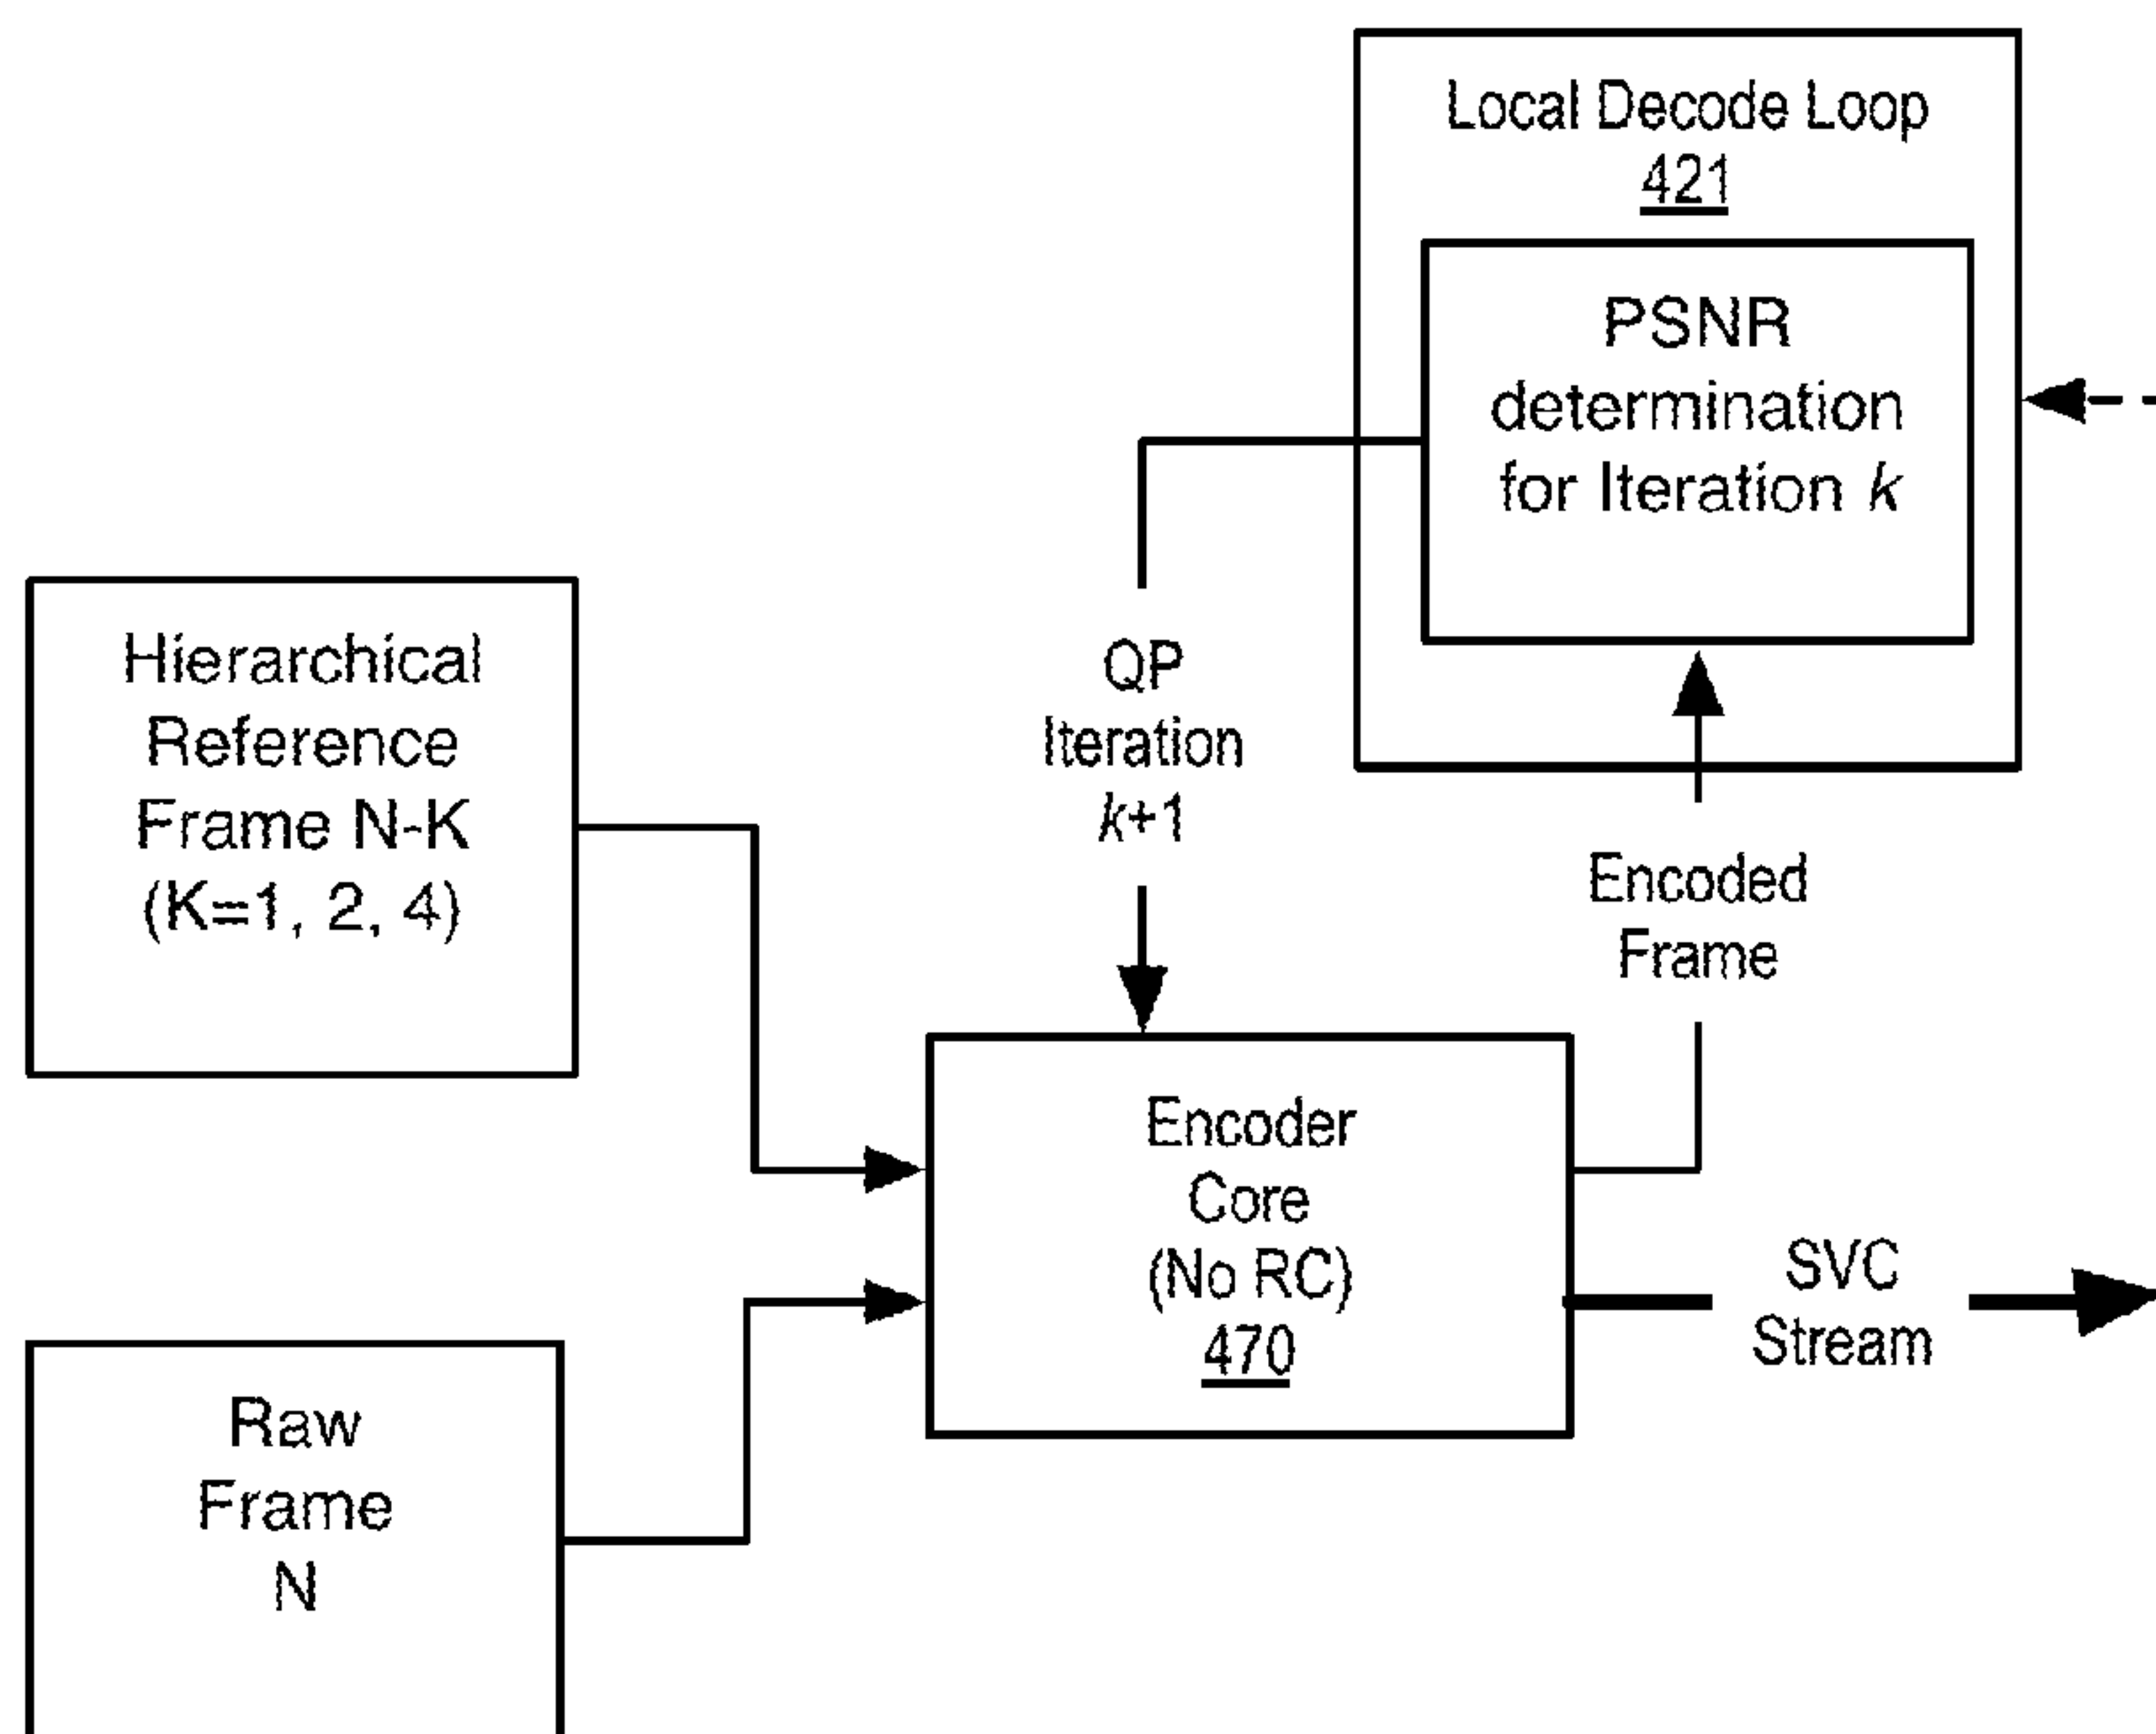 Local Decode Loop
421
PSNR
determination
for Iteration k
QP
Iteration
k+1
Hierarchical
Reference
Frame N-K
(K=1, 2, 4)
Encoded
Frame
Encoder
Core
(No RC)
470
SVC
Stream
Raw
Frame
N